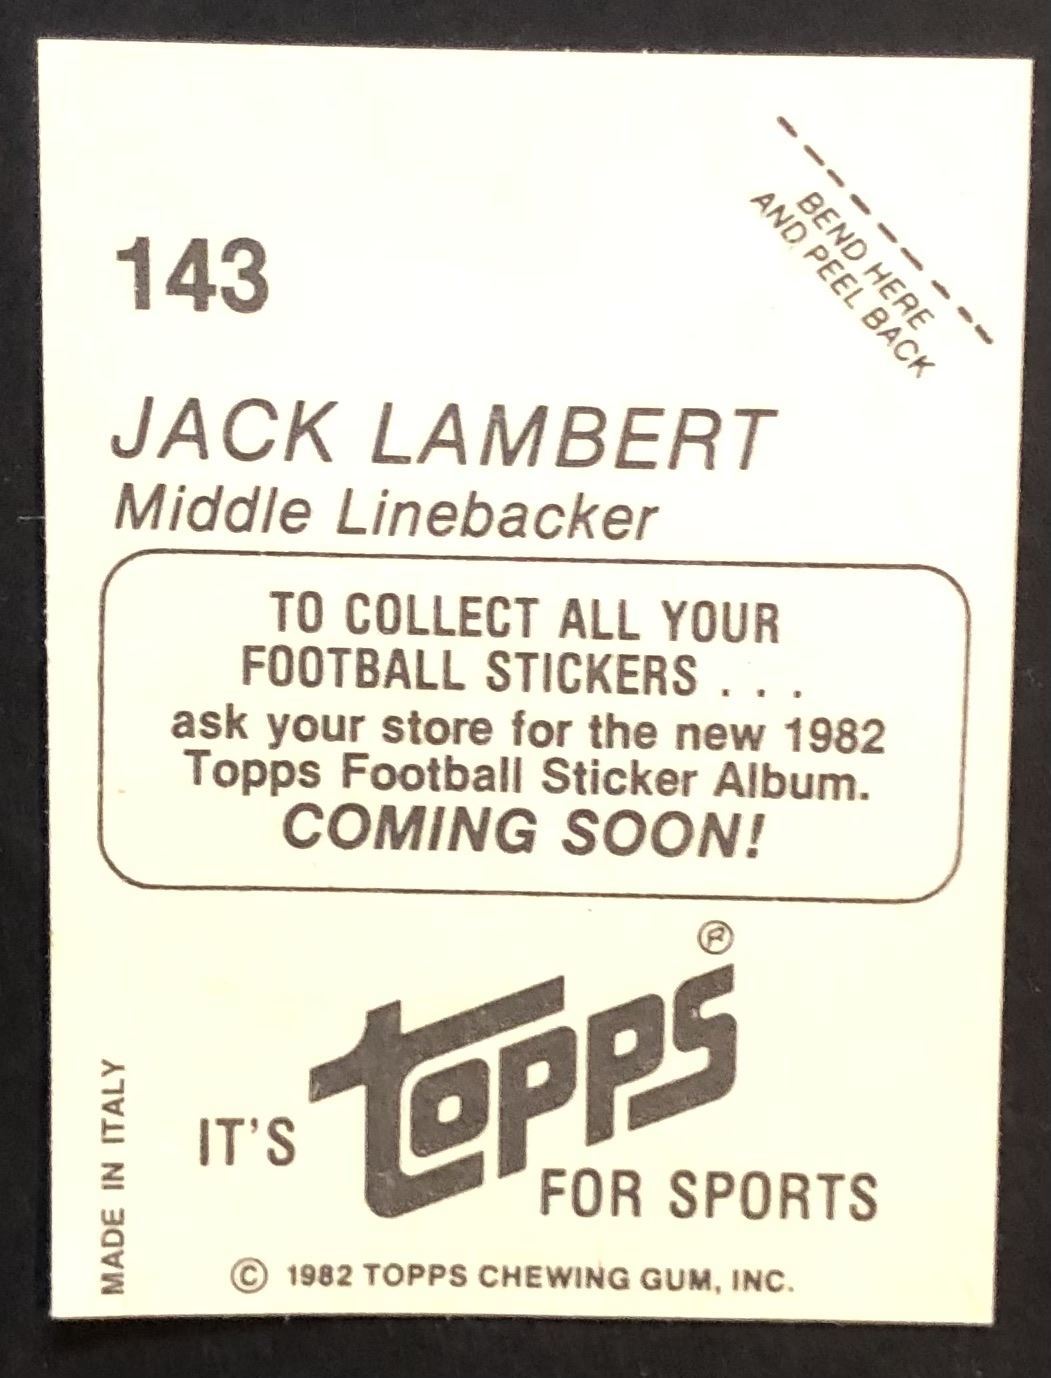 143
BEND HERE
AND PEEL BACK
JACK LAMBERT
Middle Linebacker
TO COLLECT ALL YOUR
FOOTBALL STICKERS . . .
ask your store for the new 1982
Topps Football Sticker Album.
COMING SOON!
IT'S topps ®
FOR SPORTS
MADE IN ITALY
© 1982 TOPPS CHEWING GUM, INC.